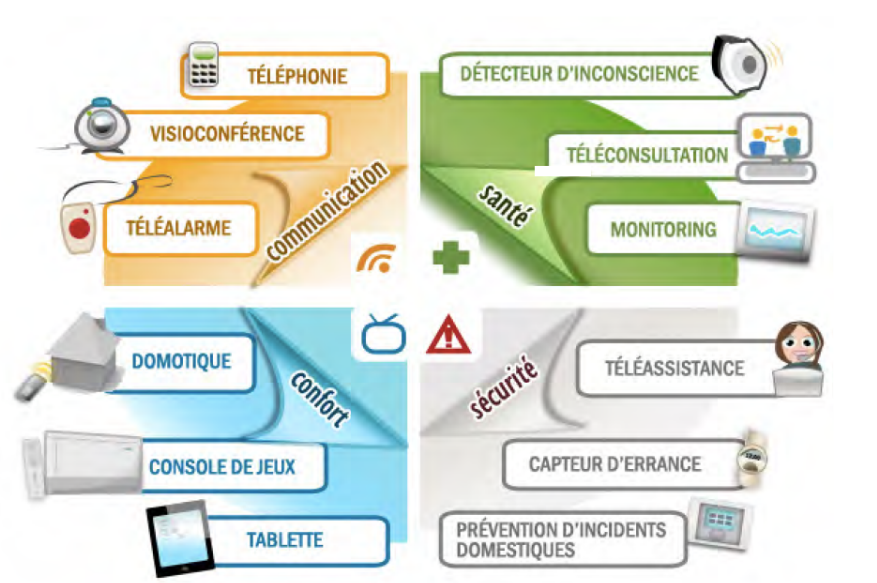 TÉLÉPHONIE
VISIOCONFÉRENCE
TÉLÉALARME
communication
DÉTECTEUR D'INCONSCIENCE
TÉLÉCONSULTATION
MONITORING
santé
DOMOTIQUE
CONSOLE DE JEUX
TABLETTE
confort
sécurité
TÉLÉASSISTANCE
CAPTEUR D'ERRANCE
PRÉVENTION D'INCIDENTS
DOMESTIQUES